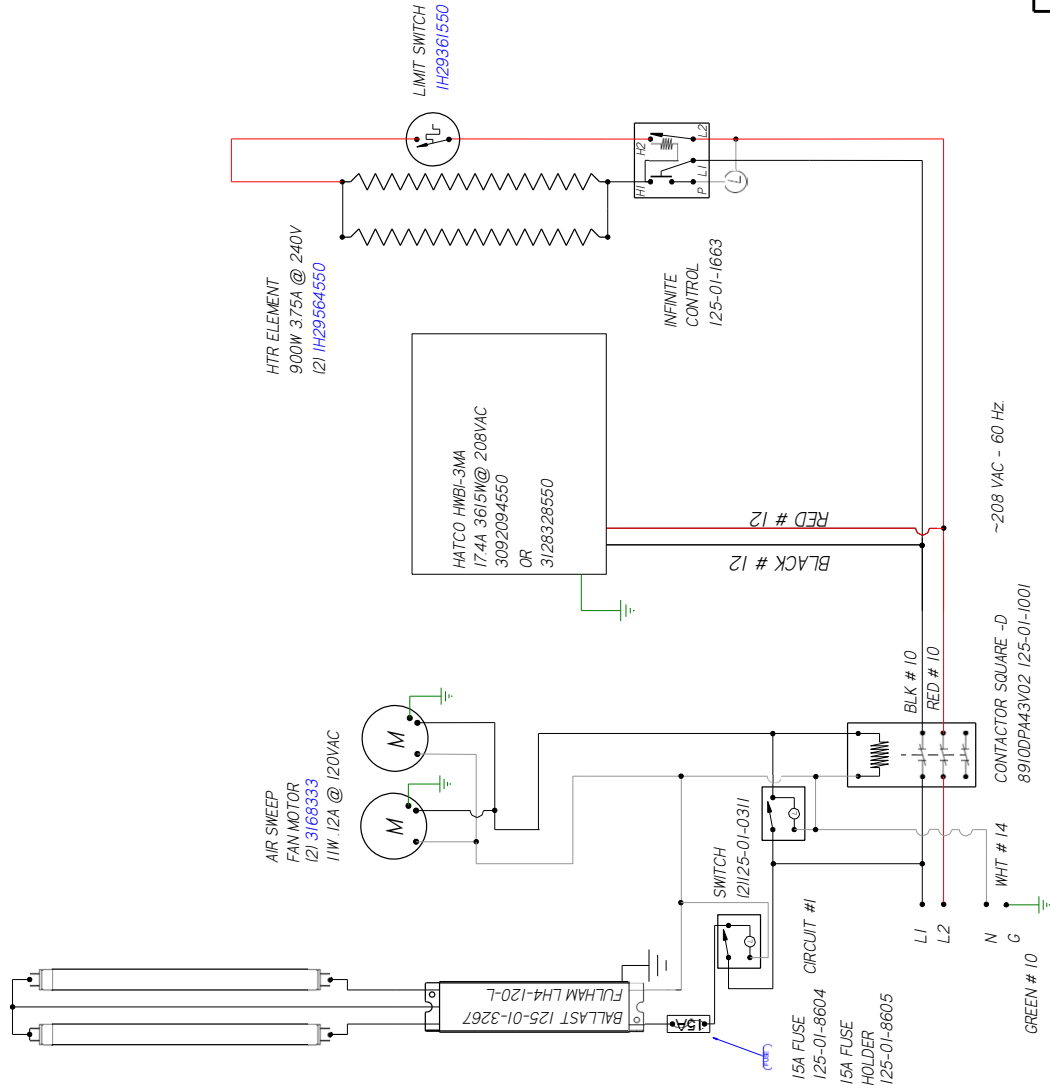 LIMIT SWITCH
1H29361550
HTR ELEMENT
900W 3.75A @ 240V
(2) 1H29564550
H1
H2
P
L1
L2
L
INFINITE
CONTROL
125-01-1663
HATCO HWBI-3MA
17.4A 3615W@ 208VAC
3092094550
OR
3128328550
RED # 12
BLACK # 12
~208 VAC - 60 Hz.
AIR SWEEP
FAN MOTOR
(2) 3168333
11W .12A @ 120VAC
M
M
BLK # 10
RED # 10
CONTACTOR SQUARE -D
8910DPA43V02 125-01-1001
SWITCH
(2)125-01-0311
L
L
WHT # 14
BALLAST 125-01-3267
FULHAM LH4-120-L
15A
CIRCUIT #1
15A FUSE
125-01-8604
15A FUSE
HOLDER
125-01-8605
L1
L2
N
G
GREEN # 10